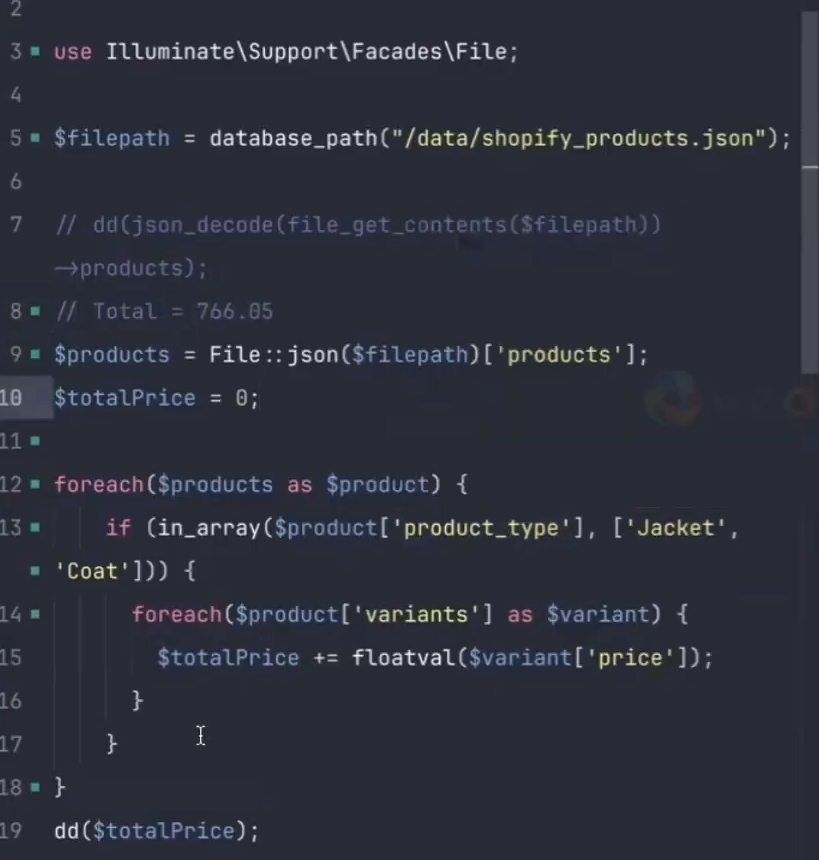 2
3 use Illuminate\Support\Facades\File;
4
5 $filepath = database_path("/data/shopify_products.json");
6
7 // dd(json_decode(file_get_contents($filepath))
->products);
8 // Total = 766.05
9 $products = File::json($filepath)['products'];
10 $totalPrice = 0;
11
12 foreach($products as $product) {
13 if (in_array($product['product_type'], ['Jacket',
'Coat'])) {
14 foreach($product['variants'] as $variant) {
15 $totalPrice += floatval($variant['price']);
16 }
17 }
18 }
19 dd($totalPrice);